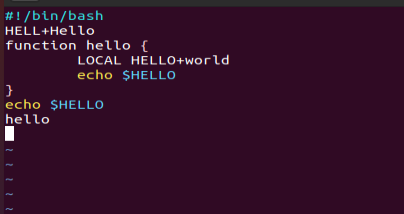 #!/bin/bash
HELL+Hello
function hello {
        LOCAL HELLO+world
        echo $HELLO
}
echo $HELLO
hello
~
~
~
~
~